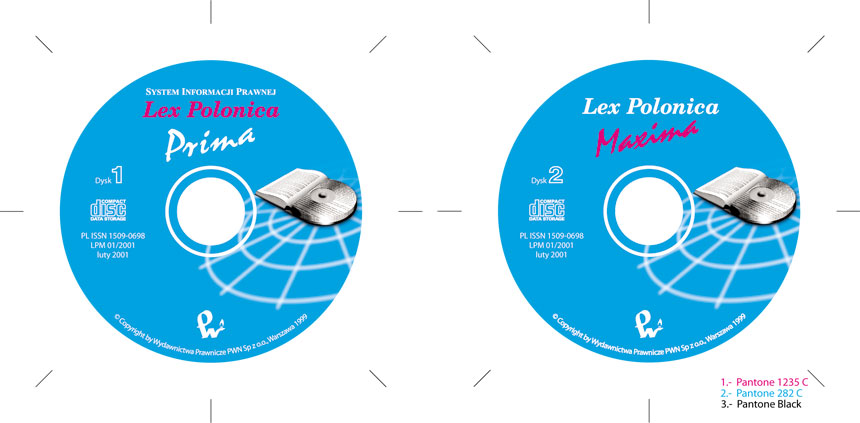 SYSTEM INFORMACJI PRAWNEJ
Lex Polonica
Prima
Dysk 1
COMPACT
disc
DATA STORAGE
PL ISSN 1509-0698
LPM 01/2001
luty 2001
© Copyright by Wydawnictwa Prawnicze PWN Sp z o.o., Warszawa 1999
Lex Polonica
Maxima
Dysk 2
COMPACT
disc
DATA STORAGE
PL ISSN 1509-0698
LPM 01/2001
luty 2001
© Copyright by Wydawnictwa Prawnicze PWN Sp z o.o., Warszawa 1999
1.- Pantone 1235 C
2.- Pantone 282 C
3.- Pantone Black